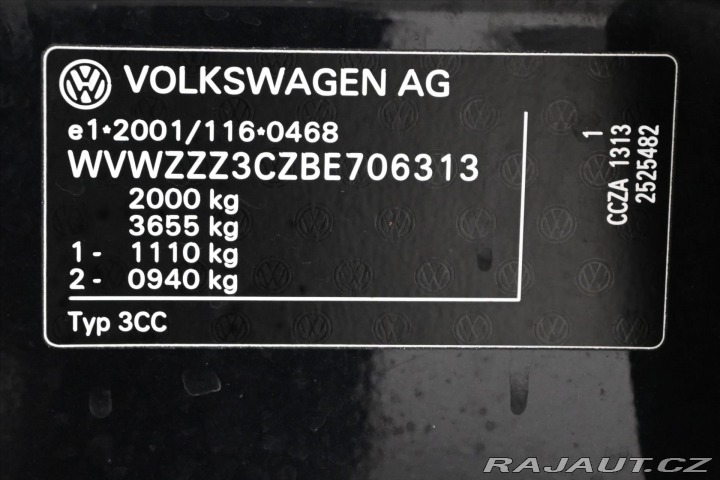 VOLKSWAGEN AG
e1*2001/116*0468
WVWZZZ3CZBE706313
2000 kg
3655 kg
1 - 1110 kg
2 - 0940 kg
Typ 3CC
1
CCZA 1313
2525482
RAJAUT.CZ